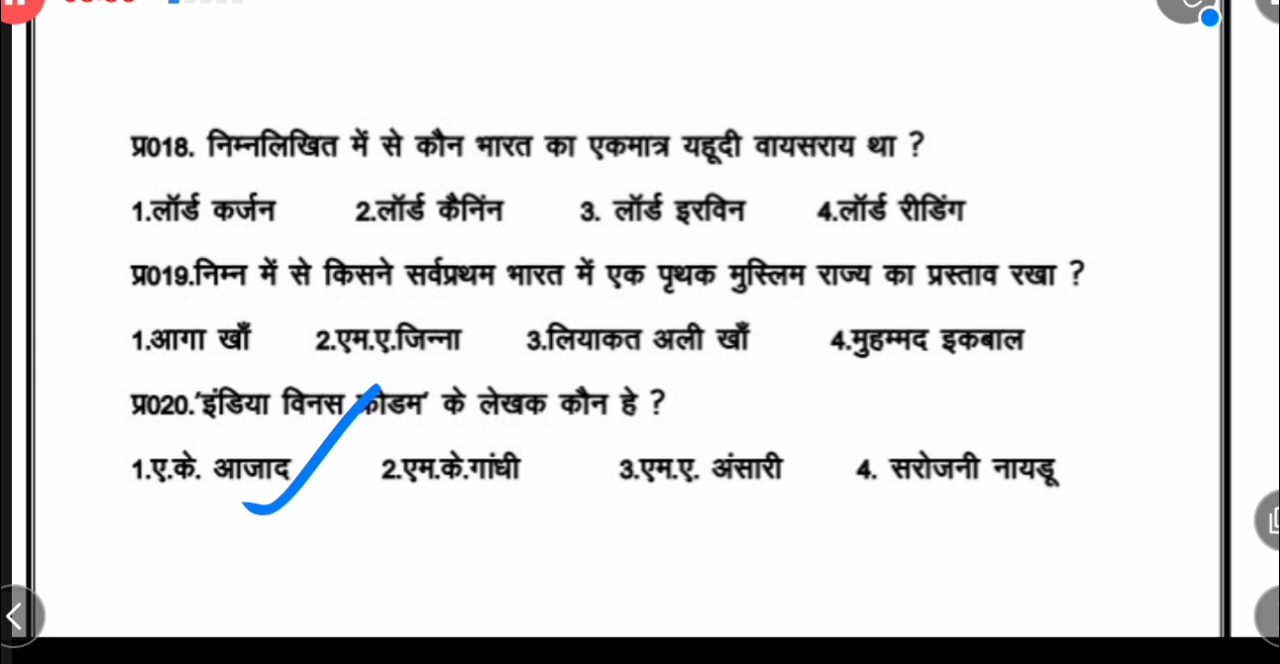 प्र018. निम्नलिखित में से कौन भारत का एकमात्र यहूदी वायसराय था ?
1.लॉर्ड कर्जन 2.लॉर्ड कैनिंन 3. लॉर्ड इरविन 4.लॉर्ड रीडिंग
प्र019.निम्न में से किसने सर्वप्रथम भारत में एक पृथक मुस्लिम राज्य का प्रस्ताव रखा ?
1.आगा खाँ 2.एम.ए.जिन्ना 3.लियाकत अली खाँ 4.मुहम्मद इकबाल
प्र020.'इंडिया विनस के लेखक कौन हे ?
1.ए.के. आजाद 2.एम.के.गांधी 3.एम.ए. अंसारी 4. सरोजनी नायडू